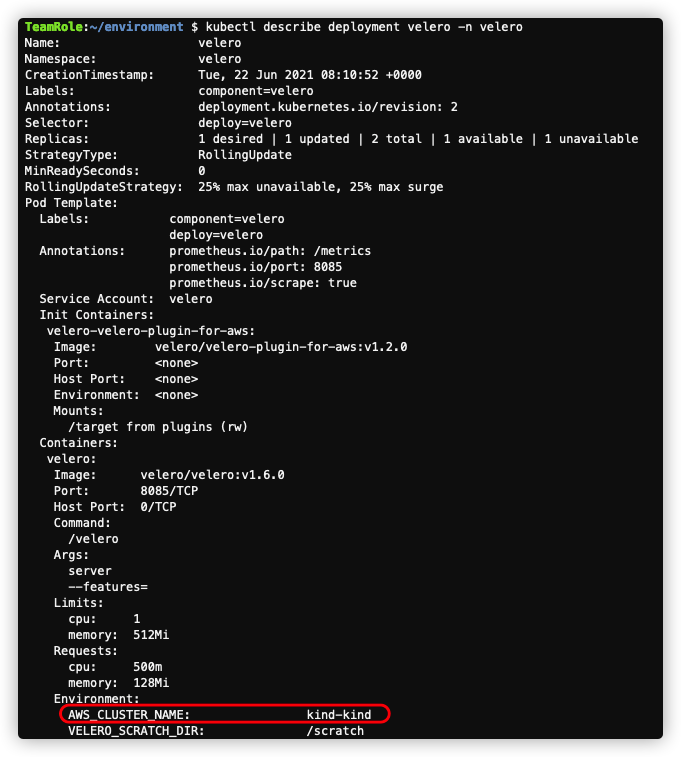 TeamRole:~/environment $ kubectl describe deployment velero -n velero
Name:                   velero
Namespace:              velero
CreationTimestamp:      Tue, 22 Jun 2021 08:10:52 +0000
Labels:                 component=velero
Annotations:            deployment.kubernetes.io/revision: 2
Selector:               deploy=velero
Replicas:               1 desired | 1 updated | 2 total | 1 available | 1 unavailable
StrategyType:           RollingUpdate
MinReadySeconds:        0
RollingUpdateStrategy:  25% max unavailable, 25% max surge
Pod Template:
  Labels:           component=velero
                    deploy=velero
  Annotations:      prometheus.io/path: /metrics
                    prometheus.io/port: 8085
                    prometheus.io/scrape: true
  Service Account:  velero
  Init Containers:
   velero-velero-plugin-for-aws:
    Image:        velero/velero-plugin-for-aws:v1.2.0
    Port:         <none>
    Host Port:    <none>
    Environment:  <none>
    Mounts:
      /target from plugins (rw)
  Containers:
   velero:
    Image:      velero/velero:v1.6.0
    Port:       8085/TCP
    Host Port:  0/TCP
    Command:
      /velero
    Args:
      server
      --features=
    Limits:
      cpu:     1
      memory:  512Mi
    Requests:
      cpu:     500m
      memory:  128Mi
    Environment:
      AWS_CLUSTER_NAME:                kind-kind
      VELERO_SCRATCH_DIR:              /scratch